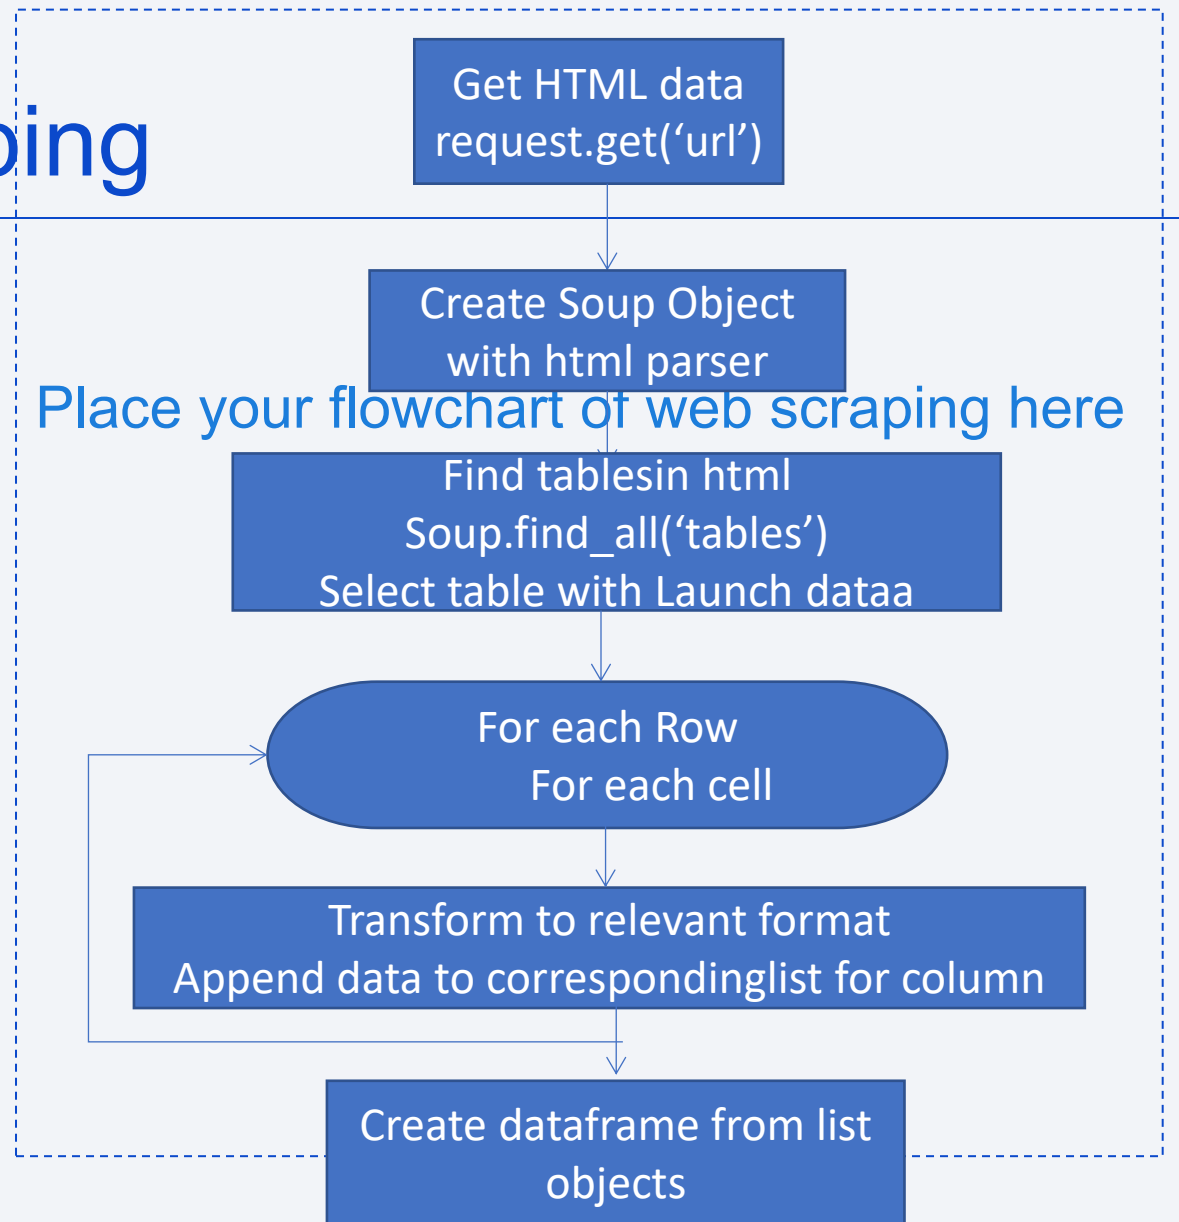 Get HTML data
request.get(‘url’)
ping
Create Soup Object
with html parser
Place your flowchart of web scraping here
Find tablesin html
Soup.find_all(‘tables’)
Select table with Launch dataa
For each Row
For each cell
Transform to relevant format
Append data to correspondinglist for column
Create dataframe from list
objects